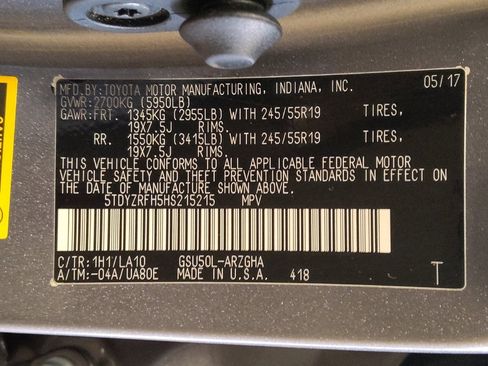 MFD.BY:TOYOTA MOTOR MANUFACTURING, INDIANA, INC. 05/17
GVWR:2700KG (5950LB)
GAWR:FRT. 1345KG (2955LB) WITH 245/55R19 TIRES,
19X7.5J RIMS.
RR. 1550KG (3415LB) WITH 245/55R19 TIRES,
19X7.5J RIMS.
THIS VEHICLE CONFORMS TO ALL APPLICABLE FEDERAL MOTOR
VEHICLE SAFETY AND THEFT PREVENTION STANDARDS IN EFFECT
ON THE DATE OF MANUFACTURE SHOWN ABOVE.
5TDYZRFH5HS215215 MPV
C/TR:1H1/LA10 GSU50L-ARZGHA
A/TM:-04A/UA80E MADE IN U.S.A. 418 T